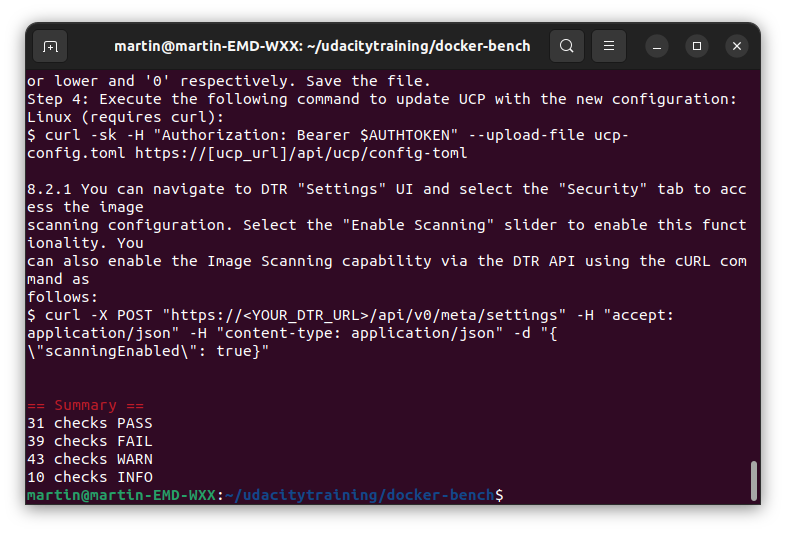 martin@martin-EMD-WXX: ~/udacitytraining/docker-bench
or lower and '0' respectively. Save the file.
Step 4: Execute the following command to update UCP with the new configuration:
Linux (requires curl):
$ curl -sk -H "Authorization: Bearer $AUTHTOKEN" --upload-file ucp-
config.toml https://[ucp_url]/api/ucp/config-toml
8.2.1 You can navigate to DTR "Settings" UI and select the "Security" tab to acc
ess the image
scanning configuration. Select the "Enable Scanning" slider to enable this funct
ionality. You
can also enable the Image Scanning capability via the DTR API using the cURL com
mand as
follows:
$ curl -X POST "https://<YOUR_DTR_URL>/api/v0/meta/settings" -H "accept:
application/json" -H "content-type: application/json" -d "{
\"scanningEnabled\": true}"
== Summary ==
31 checks PASS
39 checks FAIL
43 checks WARN
10 checks INFO
martin@martin-EMD-WXX:~/udacitytraining/docker-bench$